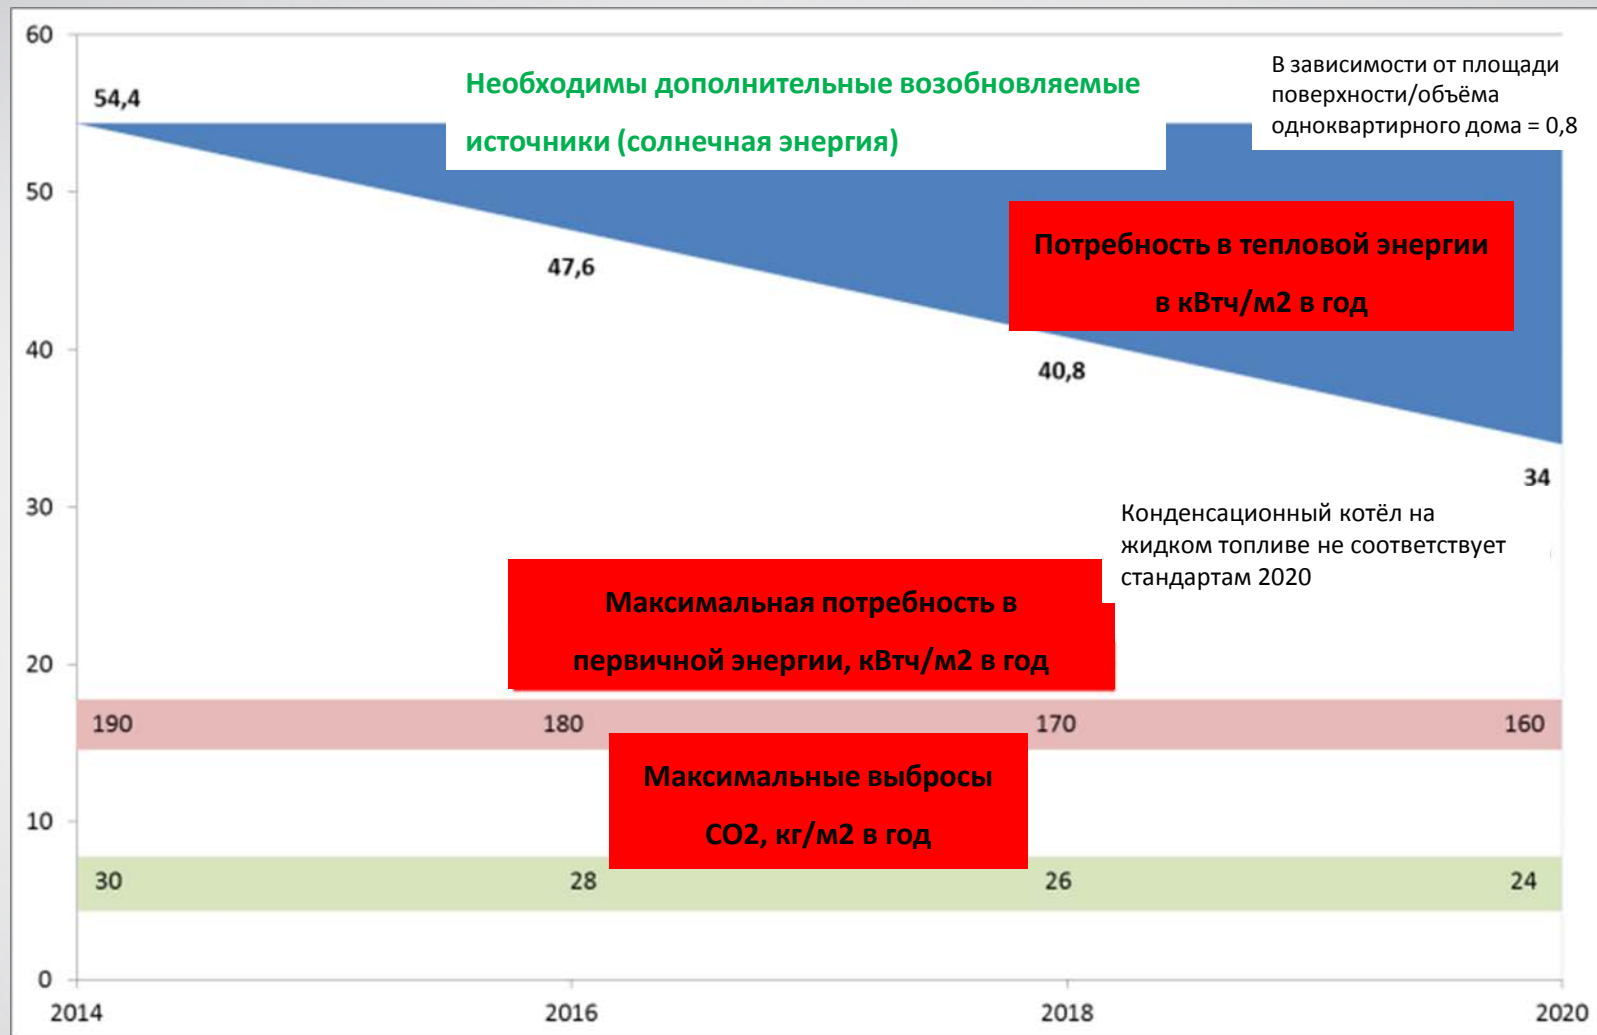 60
50
40
30
20
10
0
54,4
Необходимы дополнительные возобновляемые
источники (солнечная энергия)
В зависимости от площади
поверхности/объёма
одноквартирного дома = 0,8
47,6
Потребность в тепловой энергии
в кВтч/м2 в год
40,8
34
Конденсационный котёл на
жидком топливе не соответствует
стандартам 2020
Максимальная потребность в
первичной энергии, кВтч/м2 в год
190 180 170 160
Максимальные выбросы
СО2, кг/м2 в год
30 28 26 24
2014 2016 2018 2020